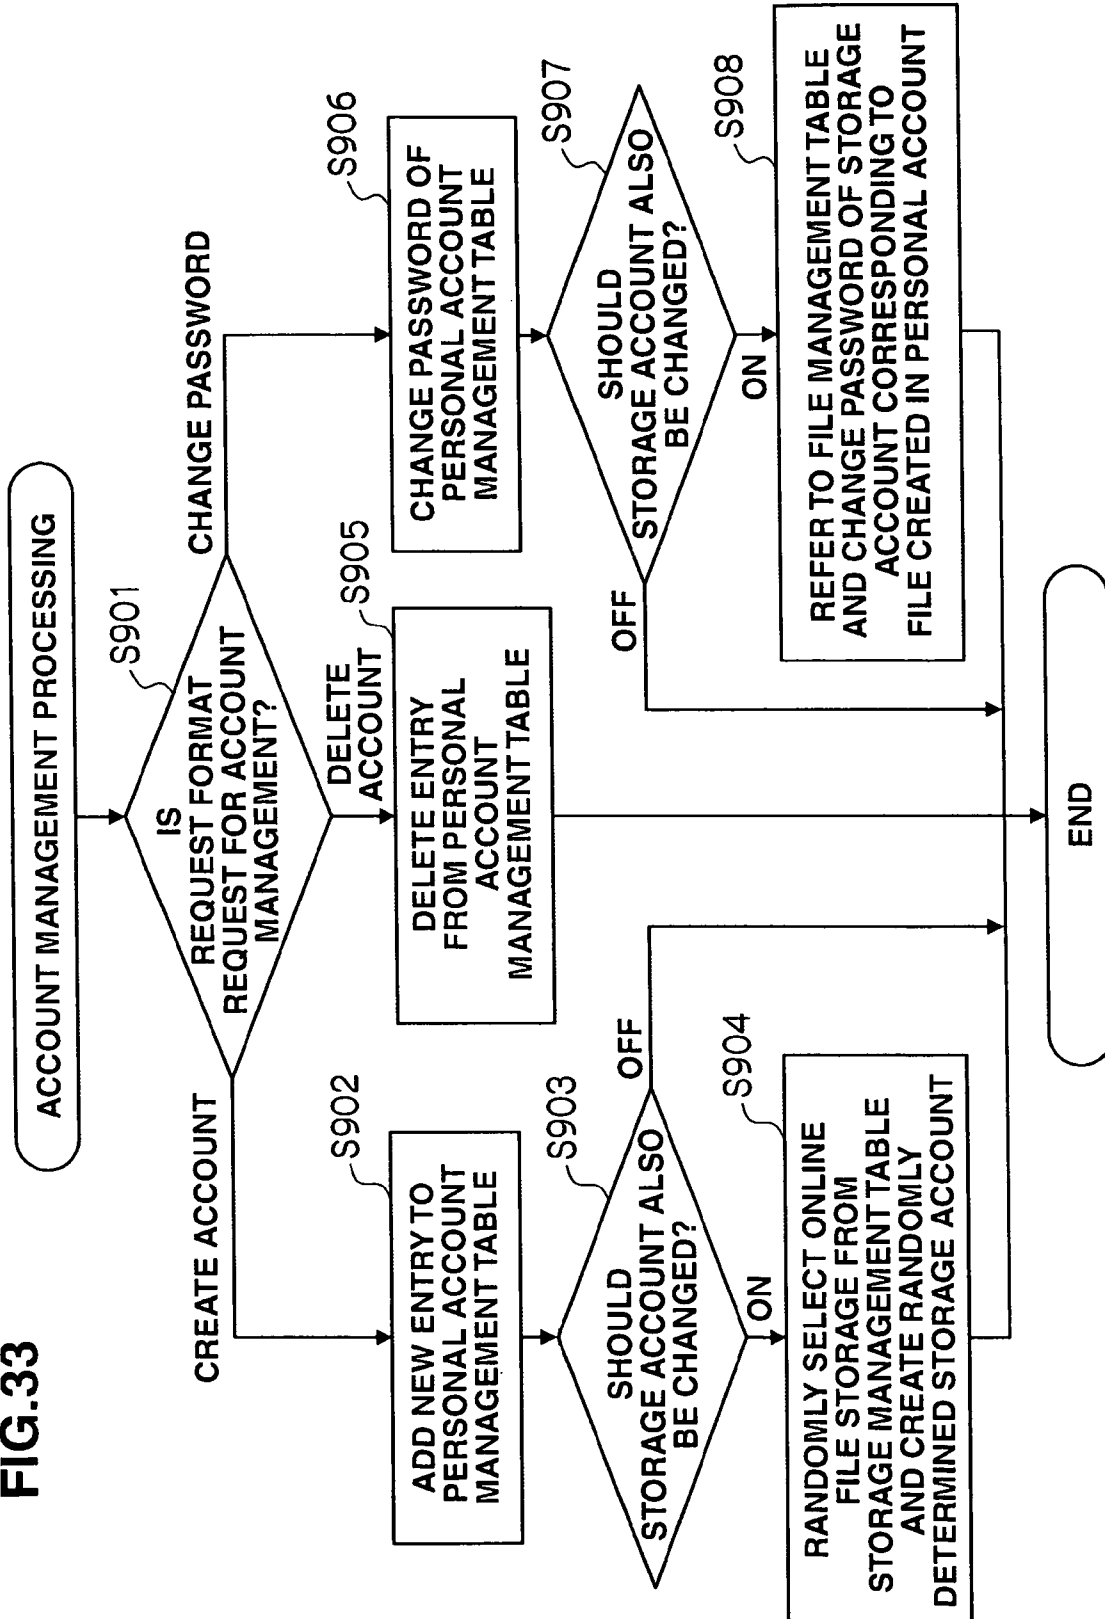 FIG.33
ACCOUNT MANAGEMENT PROCESSING
S901
IS
REQUEST FORMAT
REQUEST FOR ACCOUNT
MANAGEMENT?
CREATE ACCOUNT
DELETE
ACCOUNT
CHANGE PASSWORD
S902
ADD NEW ENTRY TO
PERSONAL ACCOUNT
MANAGEMENT TABLE
S903
SHOULD
STORAGE ACCOUNT ALSO
BE CHANGED?
OFF
ON
S904
RANDOMLY SELECT ONLINE
FILE STORAGE FROM
STORAGE MANAGEMENT TABLE
AND CREATE RANDOMLY
DETERMINED STORAGE ACCOUNT
S905
DELETE ENTRY
FROM PERSONAL
ACCOUNT
MANAGEMENT TABLE
S906
CHANGE PASSWORD OF
PERSONAL ACCOUNT
MANAGEMENT TABLE
S907
SHOULD
STORAGE ACCOUNT ALSO
BE CHANGED?
OFF
ON
S908
REFER TO FILE MANAGEMENT TABLE
AND CHANGE PASSWORD OF STORAGE
ACCOUNT CORRESPONDING TO
FILE CREATED IN PERSONAL ACCOUNT
END